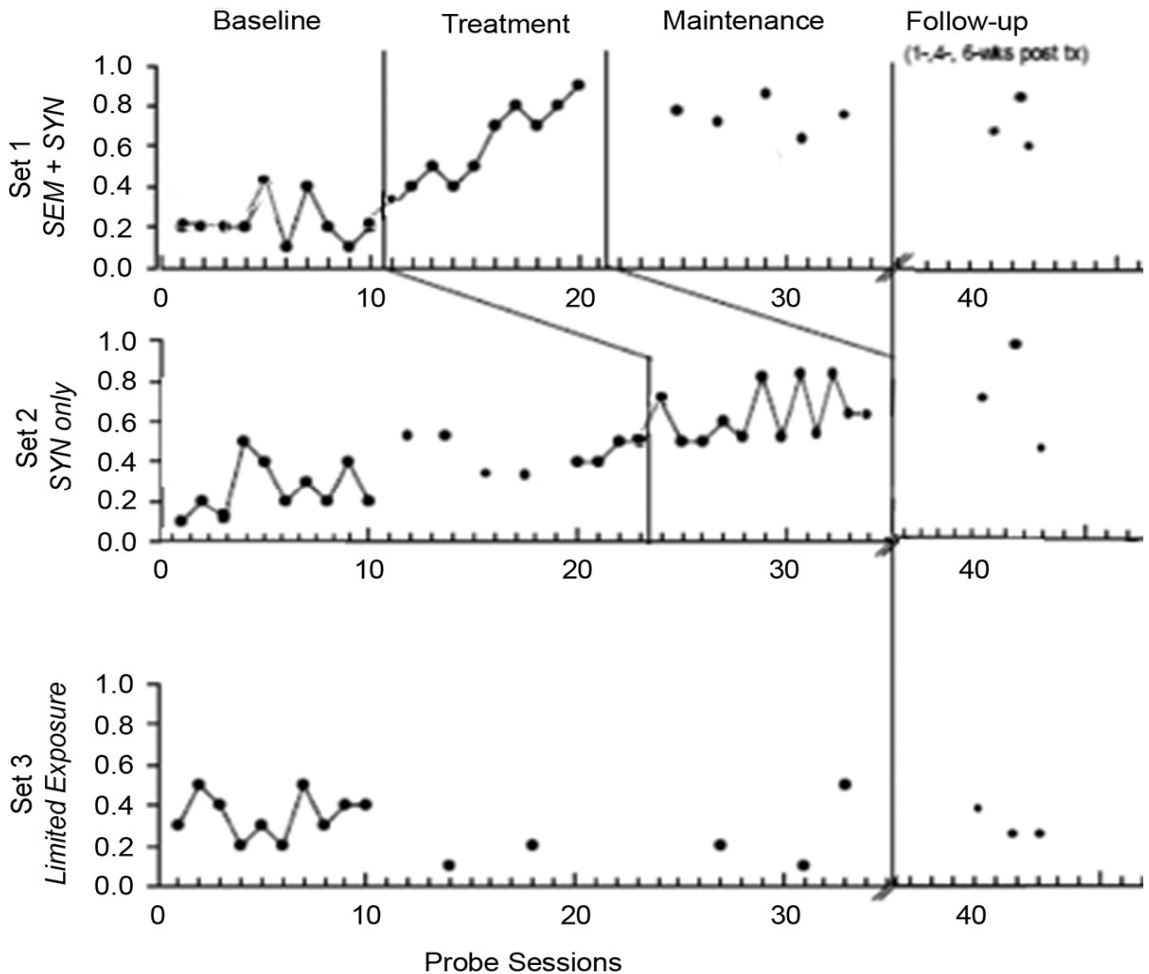 Baseline Treatment Maintenance Follow-up
(1-,4-, 6-wks post tx)
Set 1
SEM + SYN
1.0
0.8
0.6
0.4
0.2
0.0
0 10 20 30 40
Set 2
SYN only
1.0
0.8
0.6
0.4
0.2
0.0
0 10 20 30 40
Set 3
Limited Exposure
1.0
0.8
0.6
0.4
0.2
0.0
0 10 20 30 40
Probe Sessions